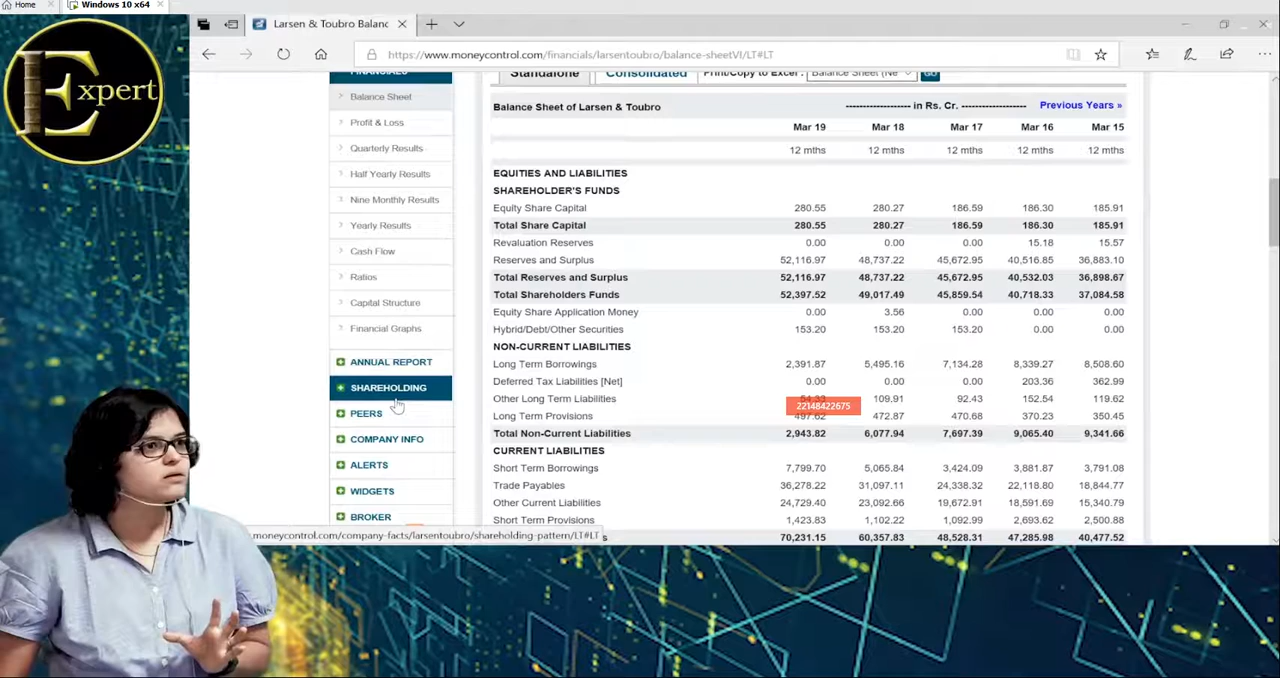 Home
Windows 10 x64
Larsen & Toubro Balanc
https://www.moneycontrol.com/financials/larsentoubro/balance-sheetVI/LT#LT
Expert
FINANCIALS
Balance Sheet
Profit & Loss
Quarterly Results
Half Yearly Results
Nine Monthly Results
Yearly Results
Cash Flow
Ratios
Capital Structure
Financial Graphs
ANNUAL REPORT
SHAREHOLDING
PEERS
COMPANY INFO
ALERTS
WIDGETS
BROKER
moneycontrol.com/company-facts/larsentoubro/shareholding-pattern/LT#LT
Standalone Consolidated Print/Copy to Excel : Balance Sheet (Ne GO
Balance Sheet of Larsen & Toubro ------------------- in Rs. Cr. ------------------- Previous Years »
Mar 19 Mar 18 Mar 17 Mar 16 Mar 15
12 mths 12 mths 12 mths 12 mths 12 mths
EQUITIES AND LIABILITIES
SHAREHOLDER'S FUNDS
Equity Share Capital 280.55 280.27 186.59 186.30 185.91
Total Share Capital 280.55 280.27 186.59 186.30 185.91
Revaluation Reserves 0.00 0.00 0.00 15.18 15.57
Reserves and Surplus 52,116.97 48,737.22 45,672.95 40,516.85 36,883.10
Total Reserves and Surplus 52,116.97 48,737.22 45,672.95 40,532.03 36,898.67
Total Shareholders Funds 52,397.52 49,017.49 45,859.54 40,718.33 37,084.58
Equity Share Application Money 0.00 3.56 0.00 0.00 0.00
Hybrid/Debt/Other Securities 153.20 153.20 153.20 0.00 0.00
NON-CURRENT LIABILITIES
Long Term Borrowings 2,391.87 5,495.16 7,134.28 8,339.27 8,508.60
Deferred Tax Liabilities [Net] 0.00 0.00 0.00 203.36 362.99
Other Long Term Liabilities 54.33 109.91 92.43 152.54 119.62
22148422675
Long Term Provisions 497.62 472.87 470.68 370.23 350.45
Total Non-Current Liabilities 2,943.82 6,077.94 7,697.39 9,065.40 9,341.66
CURRENT LIABILITIES
Short Term Borrowings 7,799.70 5,065.84 3,424.09 3,881.87 3,791.08
Trade Payables 36,278.22 31,097.11 24,338.32 22,118.80 18,844.77
Other Current Liabilities 24,729.40 23,092.66 19,672.91 18,591.69 15,340.79
Short Term Provisions 1,423.83 1,102.22 1,092.99 2,693.62 2,500.88
s 70,231.15 60,357.83 48,528.31 47,285.98 40,477.52